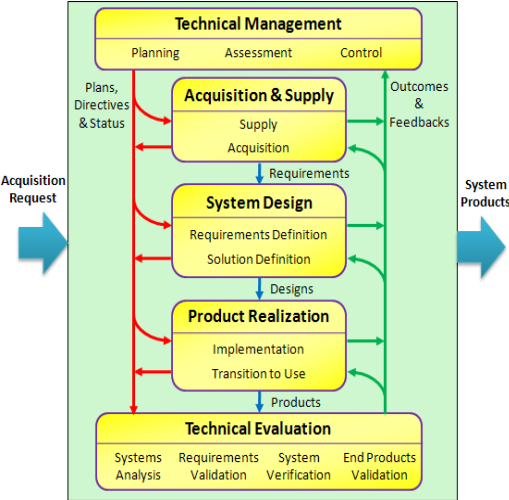 Technical Management
Planning Assessment Control
Plans,
Directives
& Status
Outcomes
&
Feedbacks
Acquisition & Supply
Supply
Acquisition
Requirements
Acquisition
Request
System
Products
System Design
Requirements Definition
Solution Definition
Designs
Product Realization
Implementation
Transition to Use
Products
Technical Evaluation
Systems
Analysis
Requirements
Validation
System
Verification
End Products
Validation